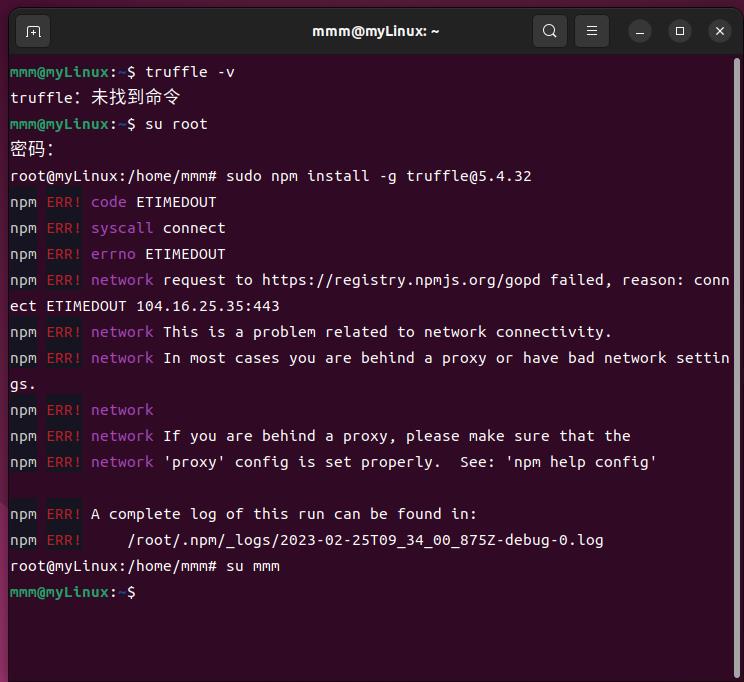 mmm@myLinux: ~
mmm@myLinux:~$ truffle -v
truffle：未找到命令
mmm@myLinux:~$ su root
密码：
root@myLinux:/home/mmm# sudo npm install -g truffle@5.4.32
npm ERR! code ETIMEDOUT
npm ERR! syscall connect
npm ERR! errno ETIMEDOUT
npm ERR! network request to https://registry.npmjs.org/gopd failed, reason: conn
ect ETIMEDOUT 104.16.25.35:443
npm ERR! network This is a problem related to network connectivity.
npm ERR! network In most cases you are behind a proxy or have bad network settin
gs.
npm ERR! network
npm ERR! network If you are behind a proxy, please make sure that the
npm ERR! network 'proxy' config is set properly.  See: 'npm help config'
npm ERR! A complete log of this run can be found in:
npm ERR!     /root/.npm/_logs/2023-02-25T09_34_00_875Z-debug-0.log
root@myLinux:/home/mmm# su mmm
mmm@myLinux:~$